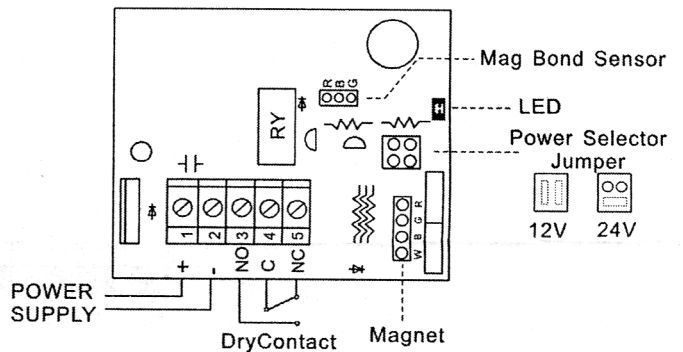 Mag Bond Sensor
R B G
LED
RY
Power Selector
Jumper
12V 24V
1 2 3 4 5
R G B W
+ - NO C NC
POWER
SUPPLY
DryContact
Magnet